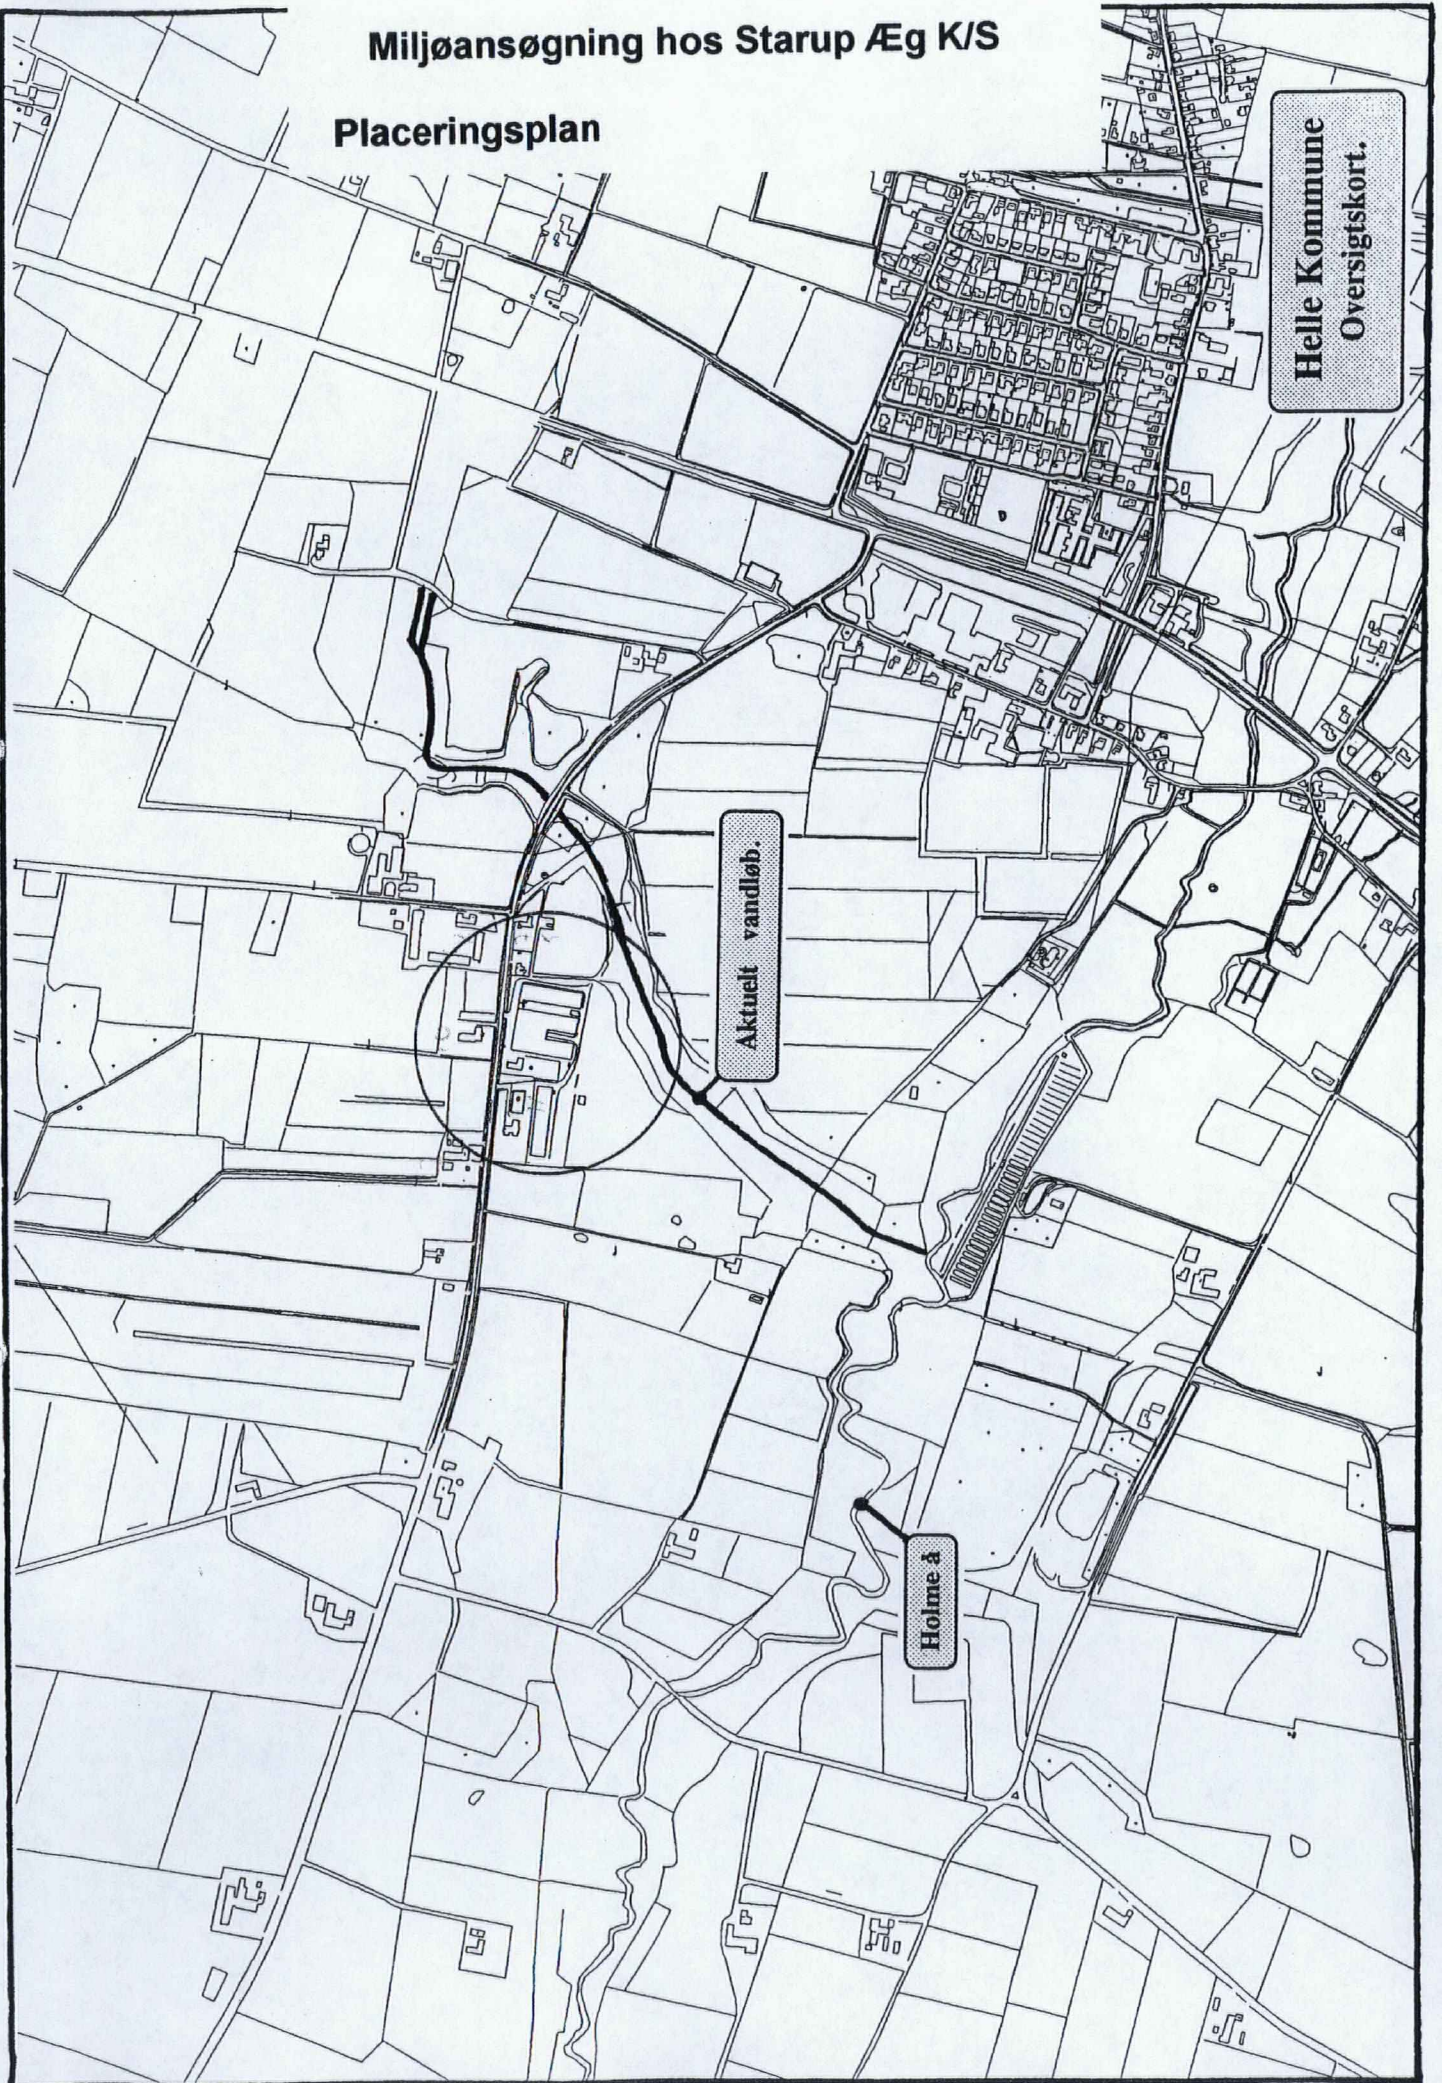 Miljøansøgning hos Starup Æg K/S
Placeringsplan
Helle Kommune
Oversigtskort.
Aktuelt vandløb.
Holme å